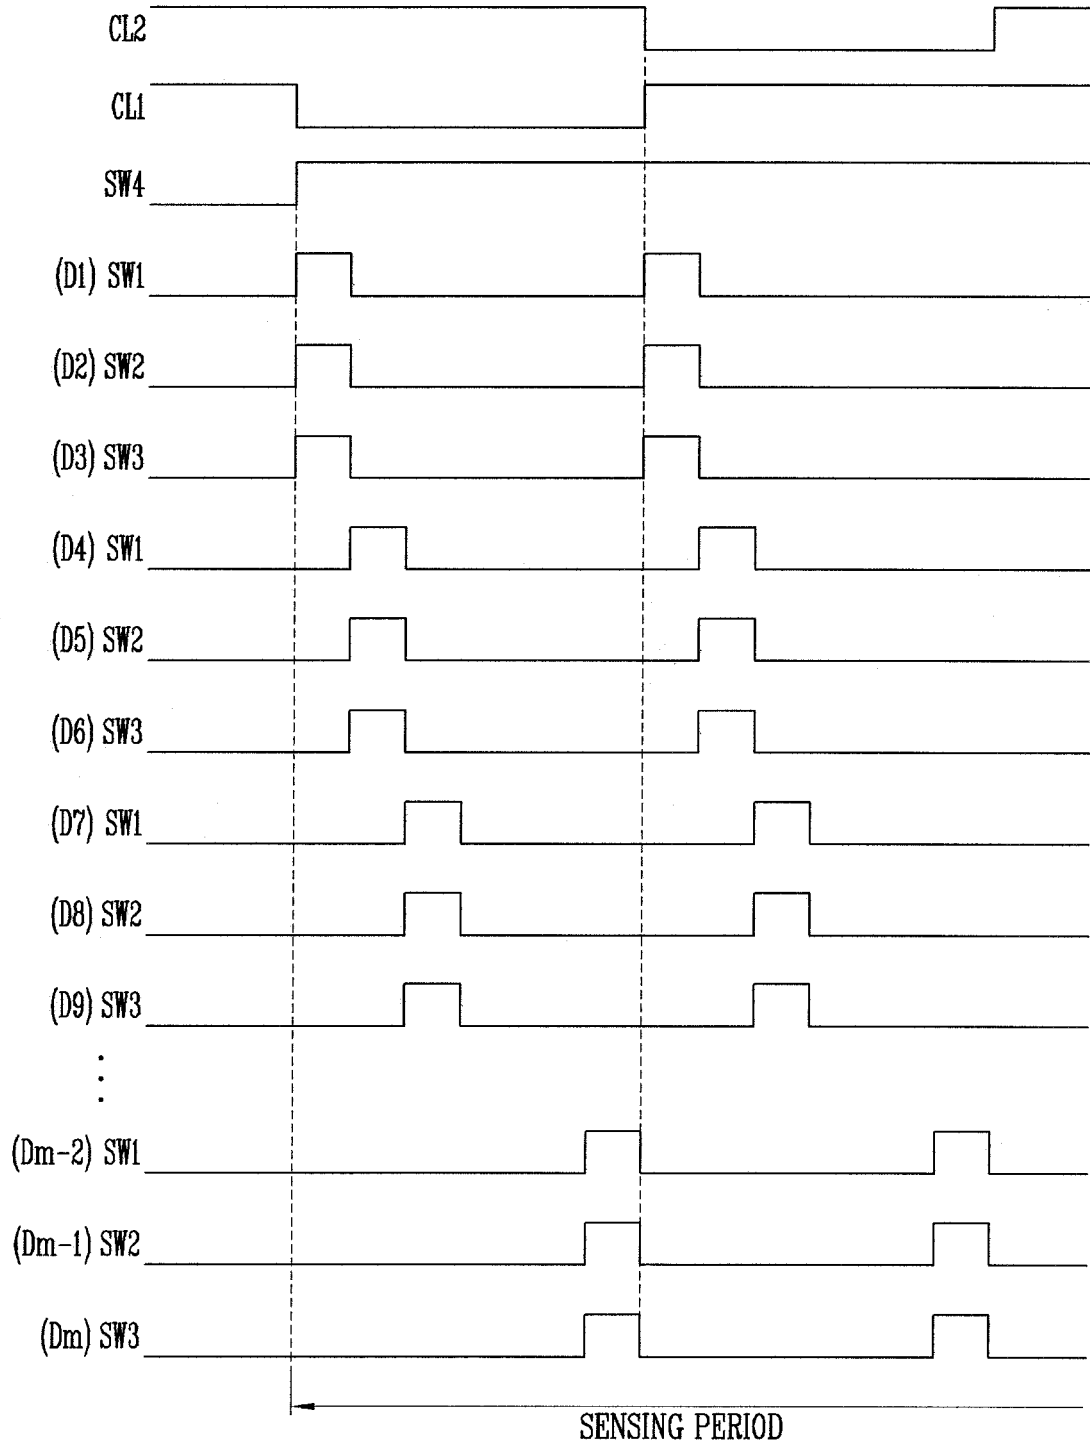 CL2
CL1
SW4
(D1) SW1
(D2) SW2
(D3) SW3
(D4) SW1
(D5) SW2
(D6) SW3
(D7) SW1
(D8) SW2
(D9) SW3
(Dm-2) SW1
(Dm-1) SW2
(Dm) SW3
SENSING PERIOD